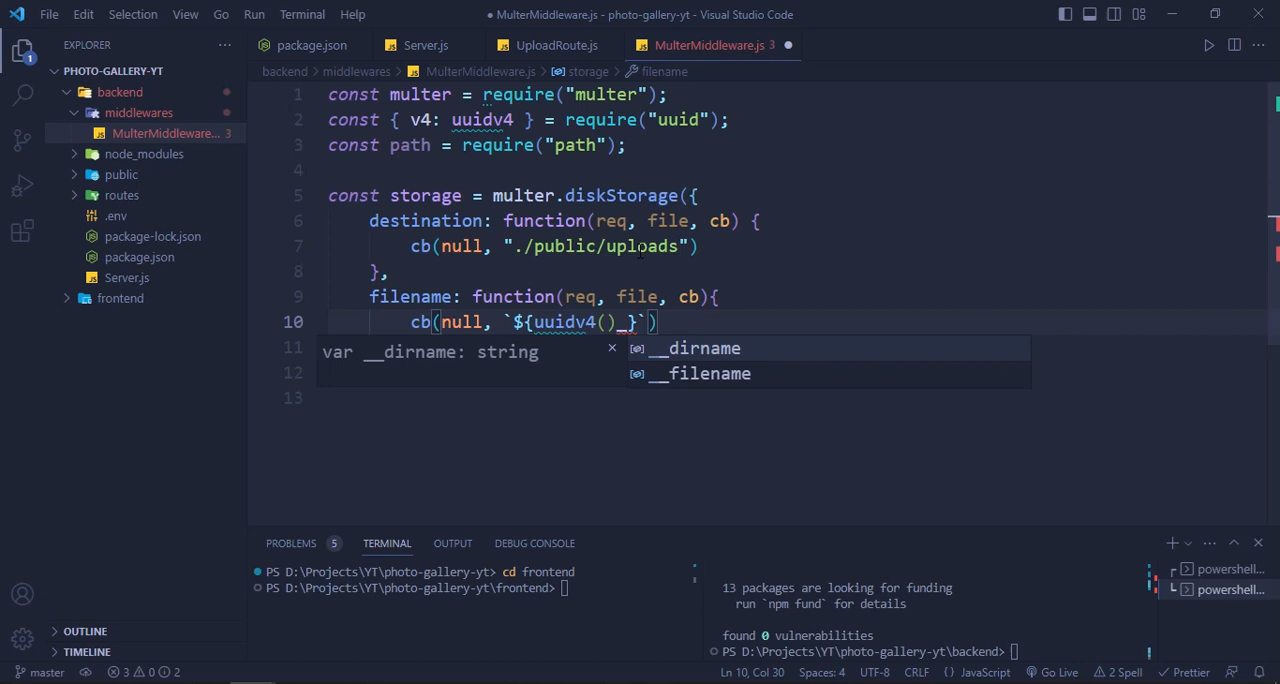 File Edit Selection View Go Run Terminal Help
● MulterMiddleware.js - photo-gallery-yt - Visual Studio Code
EXPLORER
PHOTO-GALLERY-YT
backend
middlewares
MulterMiddleware... 3
node_modules
public
routes
.env
package-lock.json
package.json
Server.js
frontend
OUTLINE
TIMELINE
package.json Server.js UploadRoute.js MulterMiddleware.js 3
backend > middlewares > MulterMiddleware.js > storage > filename
1 const multer = require("multer");
2 const { v4: uuidv4 } = require("uuid");
3 const path = require("path");
4
5 const storage = multer.diskStorage({
6 destination: function(req, file, cb) {
7 cb(null, "./public/uploads")
8 },
9 filename: function(req, file, cb){
10 cb(null, `${uuidv4()_}`)
11
12
13
var __dirname: string
__dirname
__filename
PROBLEMS 5 TERMINAL OUTPUT DEBUG CONSOLE
PS D:\Projects\YT\photo-gallery-yt> cd frontend
PS D:\Projects\YT\photo-gallery-yt\frontend>
13 packages are looking for funding
run `npm fund` for details
found 0 vulnerabilities
PS D:\Projects\YT\photo-gallery-yt\backend>
powershell...
powershell...
master 3 0 2 Ln 10, Col 30 Spaces: 4 UTF-8 CRLF {} JavaScript Go Live 2 Spell Prettier
1